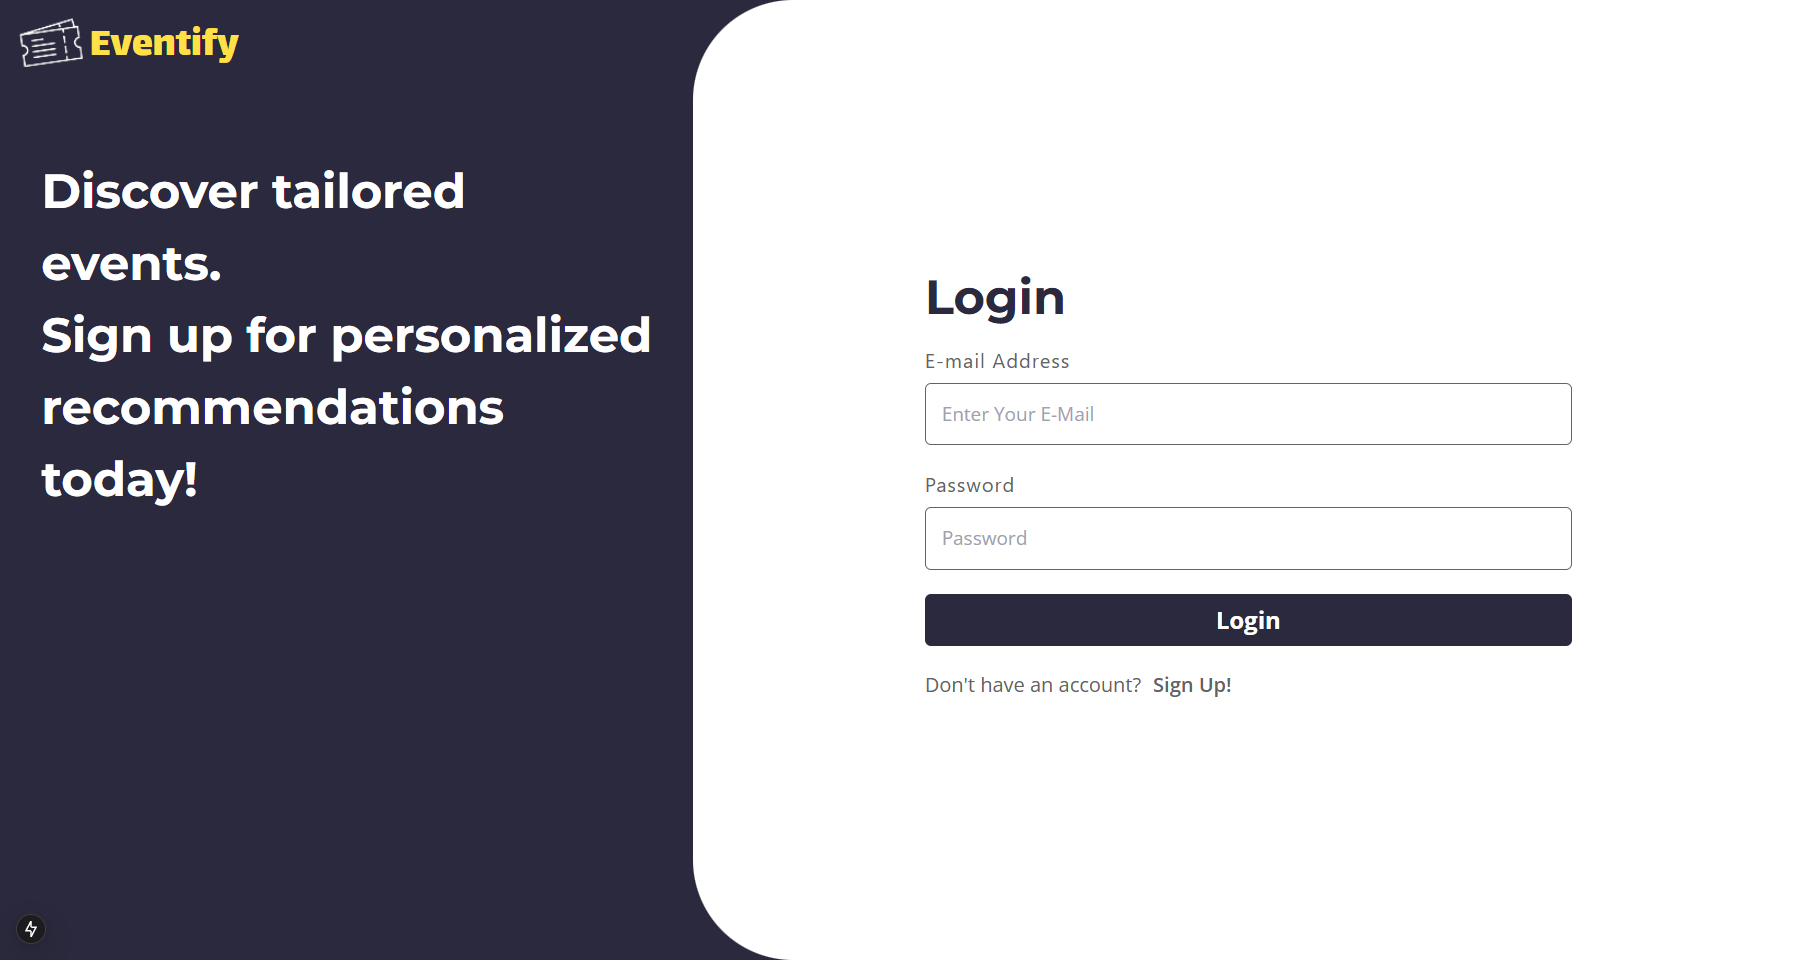 Eventify
Discover tailored
events.
Sign up for personalized
recommendations
today!
Login
E-mail Address
Enter Your E-Mail
Password
Password
Login
Don't have an account? Sign Up!